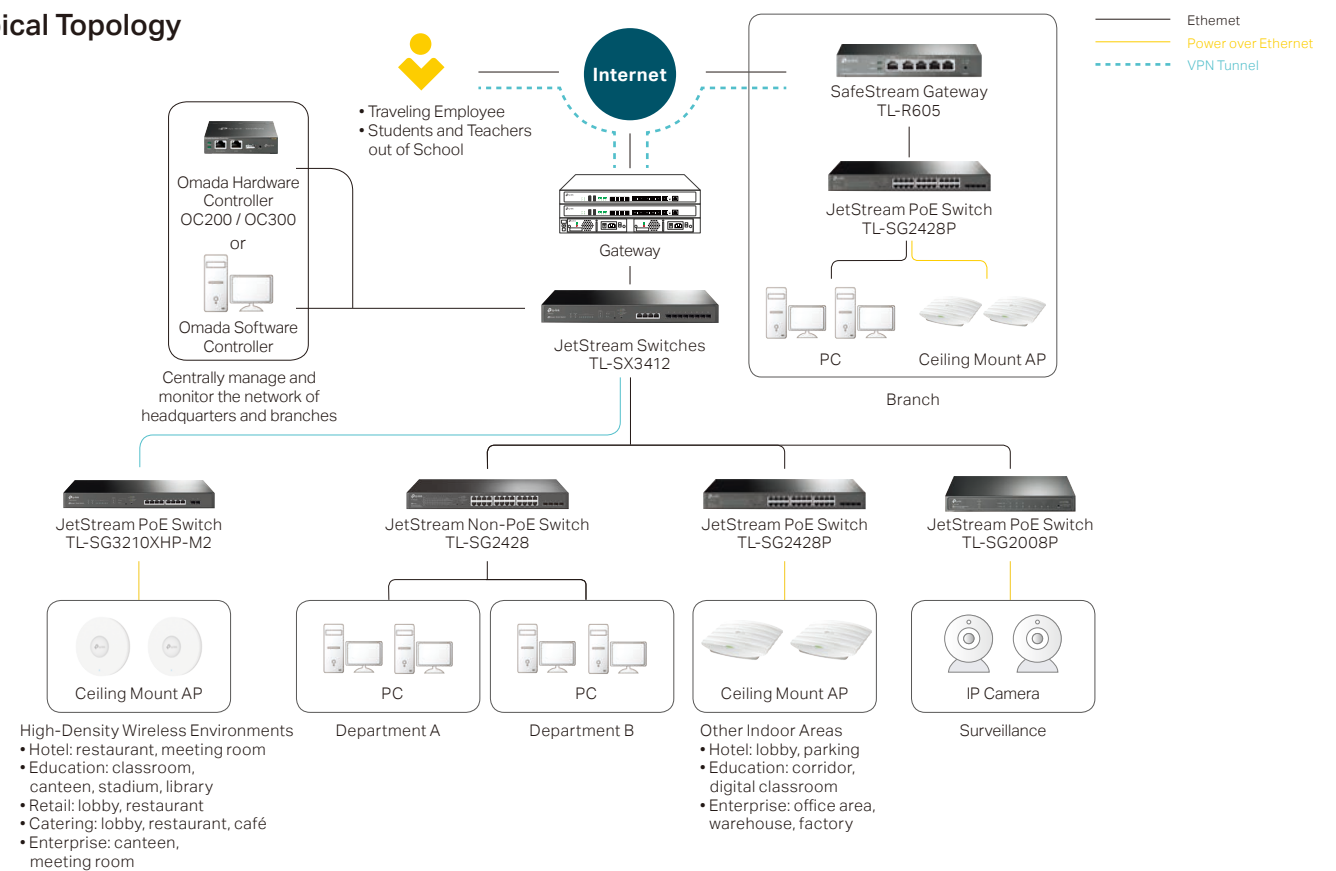 ical Topology
Ethernet
Power over Ethernet
VPN Tunnel
Internet
• Traveling Employee
• Students and Teachers
out of School
SafeStream Gateway
TL-R605
JetStream PoE Switch
TL-SG2428P
PC
Ceiling Mount AP
Branch
Omada Hardware
Controller
OC200 / OC300
or
Omada Software
Controller
Centrally manage and
monitor the network of
headquarters and branches
Gateway
JetStream Switches
TL-SX3412
JetStream PoE Switch
TL-SG3210XHP-M2
JetStream Non-PoE Switch
TL-SG2428
JetStream PoE Switch
TL-SG2428P
JetStream PoE Switch
TL-SG2008P
Ceiling Mount AP
PC
PC
Ceiling Mount AP
IP Camera
High-Density Wireless Environments
• Hotel: restaurant, meeting room
• Education: classroom,
canteen, stadium, library
• Retail: lobby, restaurant
• Catering: lobby, restaurant, café
• Enterprise: canteen,
meeting room
Department A
Department B
Other Indoor Areas
• Hotel: lobby, parking
• Education: corridor,
digital classroom
• Enterprise: office area,
warehouse, factory
Surveillance